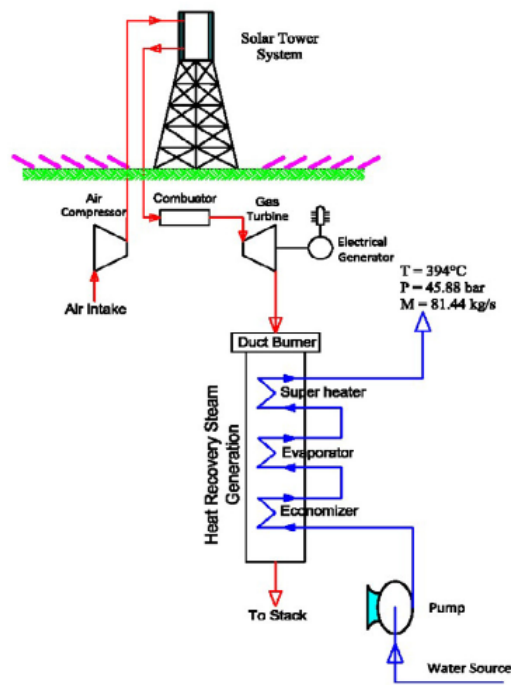 Solar Tower
System
Air
Compressor
Combuator
Gas
Turbine
Electrical
Generator
Air Intake
T = 394°C
P = 45.88 bar
M = 81.44 kg/s
Duct Burner
Super heater
Evaporator
Economizer
Heat Recovery Steam
Generation
To Stack
Pump
Water Source